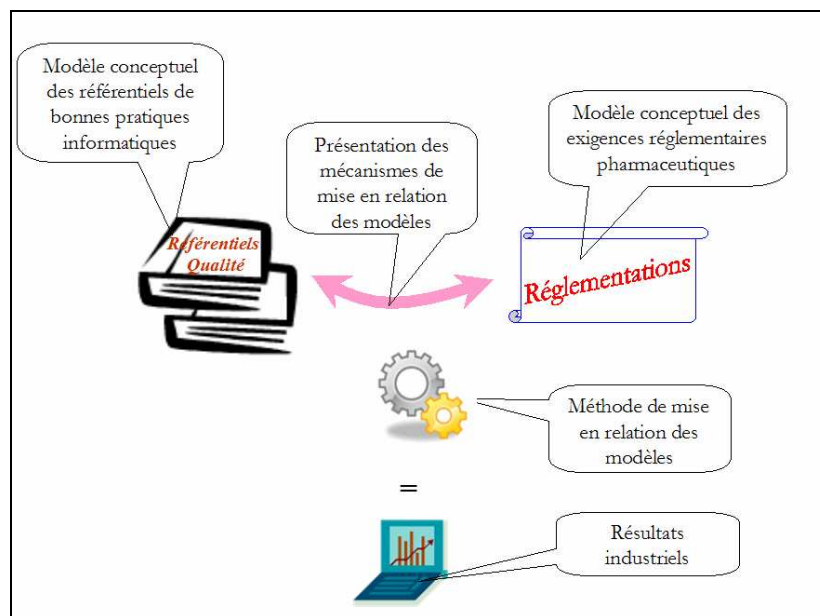 Modèle conceptuel
des référentiels de
bonnes pratiques
informatiques
Présentation des
mécanismes de
mise en relation
des modèles
Modèle conceptuel des
exigences réglementaires
pharmaceutiques
Référentiels
Qualité
Réglementations
Méthode de mise
en relation des
modèles
=
Résultats
industriels